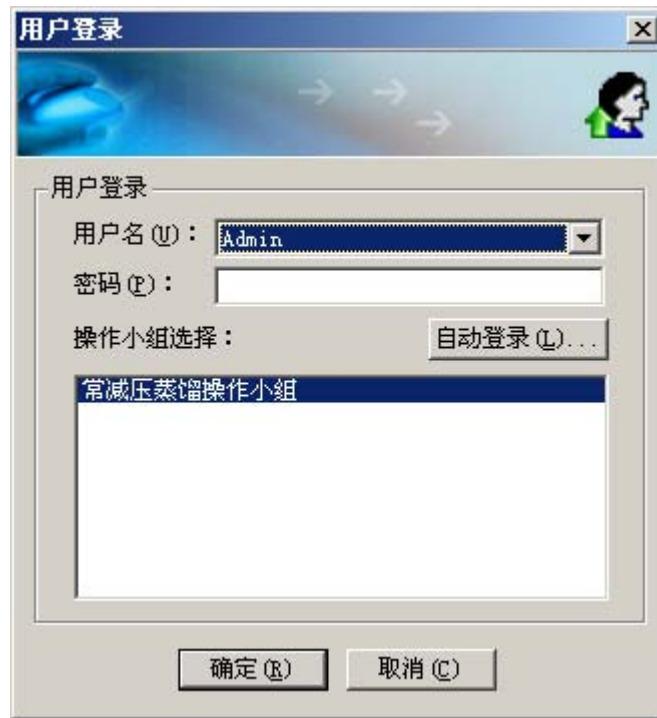 用户登录
用户登录
用户名(U)： Admin
密码(P)：
操作小组选择： 自动登录(L)...
常减压蒸馏操作小组
确定(R) 取消(C)